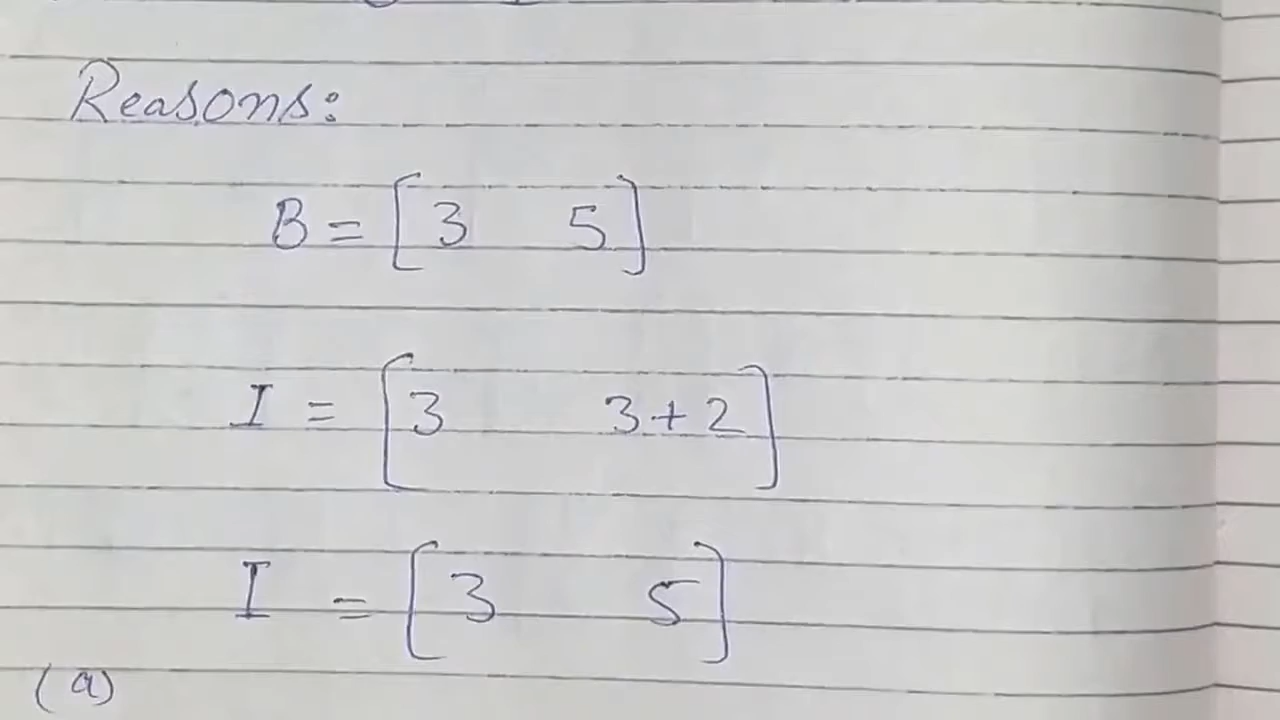 Reasons:
B = [3 5]
I = [3 3+2]
I = [3 5]
(a)